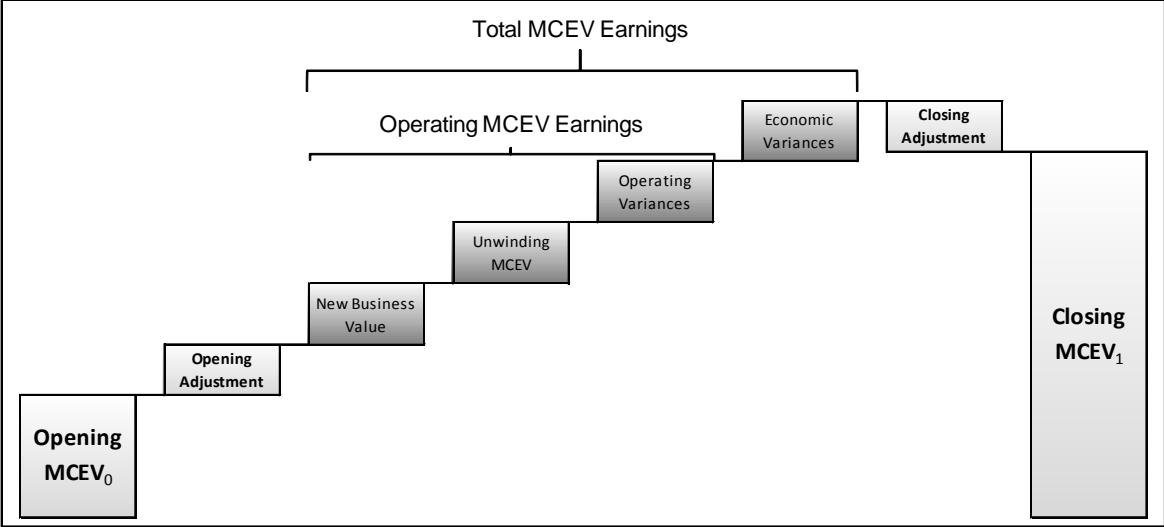 Total MCEV Earnings
Operating MCEV Earnings
Economic
Variances
Closing
Adjustment
Operating
Variances
Unwinding
MCEV
New Business
Value
Opening
Adjustment
Closing
MCEV₁
Opening
MCEV₀